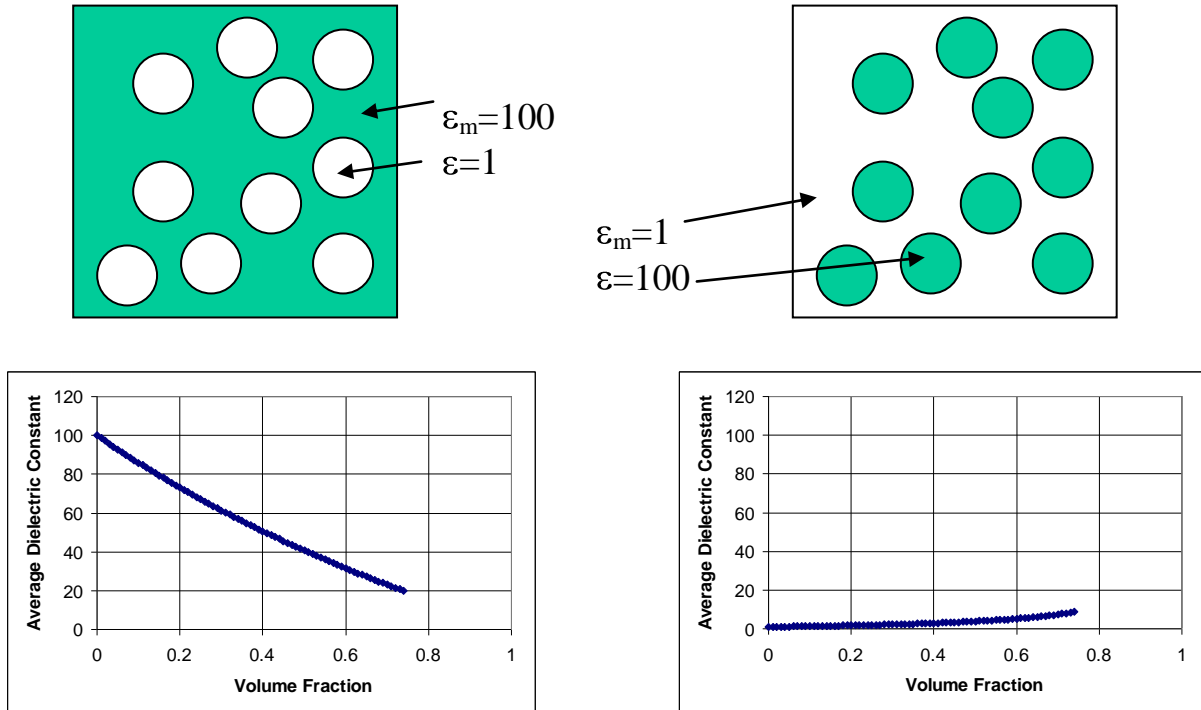 εm=100
ε=1
εm=1
ε=100
120
100
80
60
40
20
0
Average Dielectric Constant
0 0.2 0.4 0.6 0.8 1
Volume Fraction
120
100
80
60
40
20
0
Average Dielectric Constant
0 0.2 0.4 0.6 0.8 1
Volume Fraction